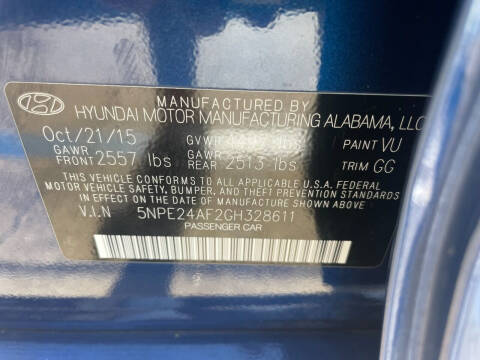 MANUFACTURED BY
HYUNDAI MOTOR MANUFACTURING ALABAMA, LLC
Oct/21/15 GVWR lbs PAINT VU
GAWR FRONT 2557 lbs GAWR REAR 2513 lbs TRIM GG
THIS VEHICLE CONFORMS TO ALL APPLICABLE U.S.A. FEDERAL
MOTOR VEHICLE SAFETY, BUMPER, AND THEFT PREVENTION STANDARDS
IN EFFECT ON THE DATE OF MANUFACTURE SHOWN ABOVE.
V.I.N 5NPE24AF2GH328611
PASSENGER CAR